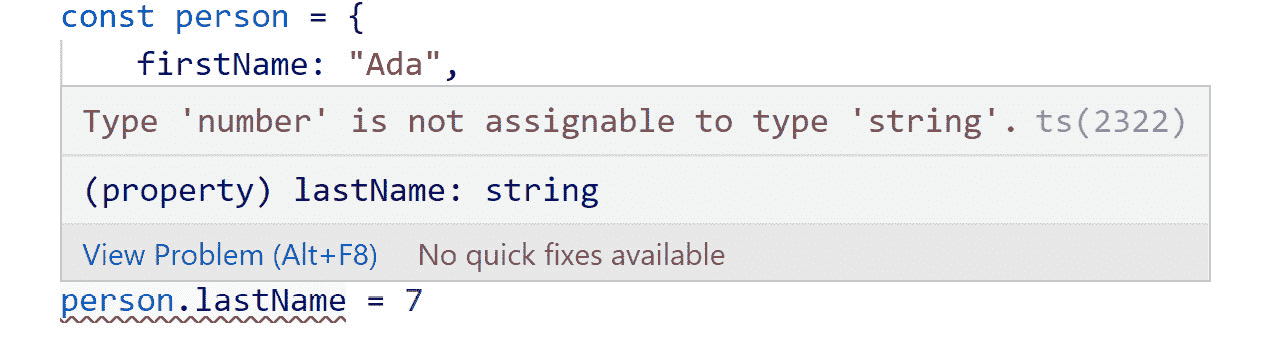 const person = {
    firstName: "Ada",
Type 'number' is not assignable to type 'string'. ts(2322)
(property) lastName: string
View Problem (Alt+F8) No quick fixes available
person.lastName = 7